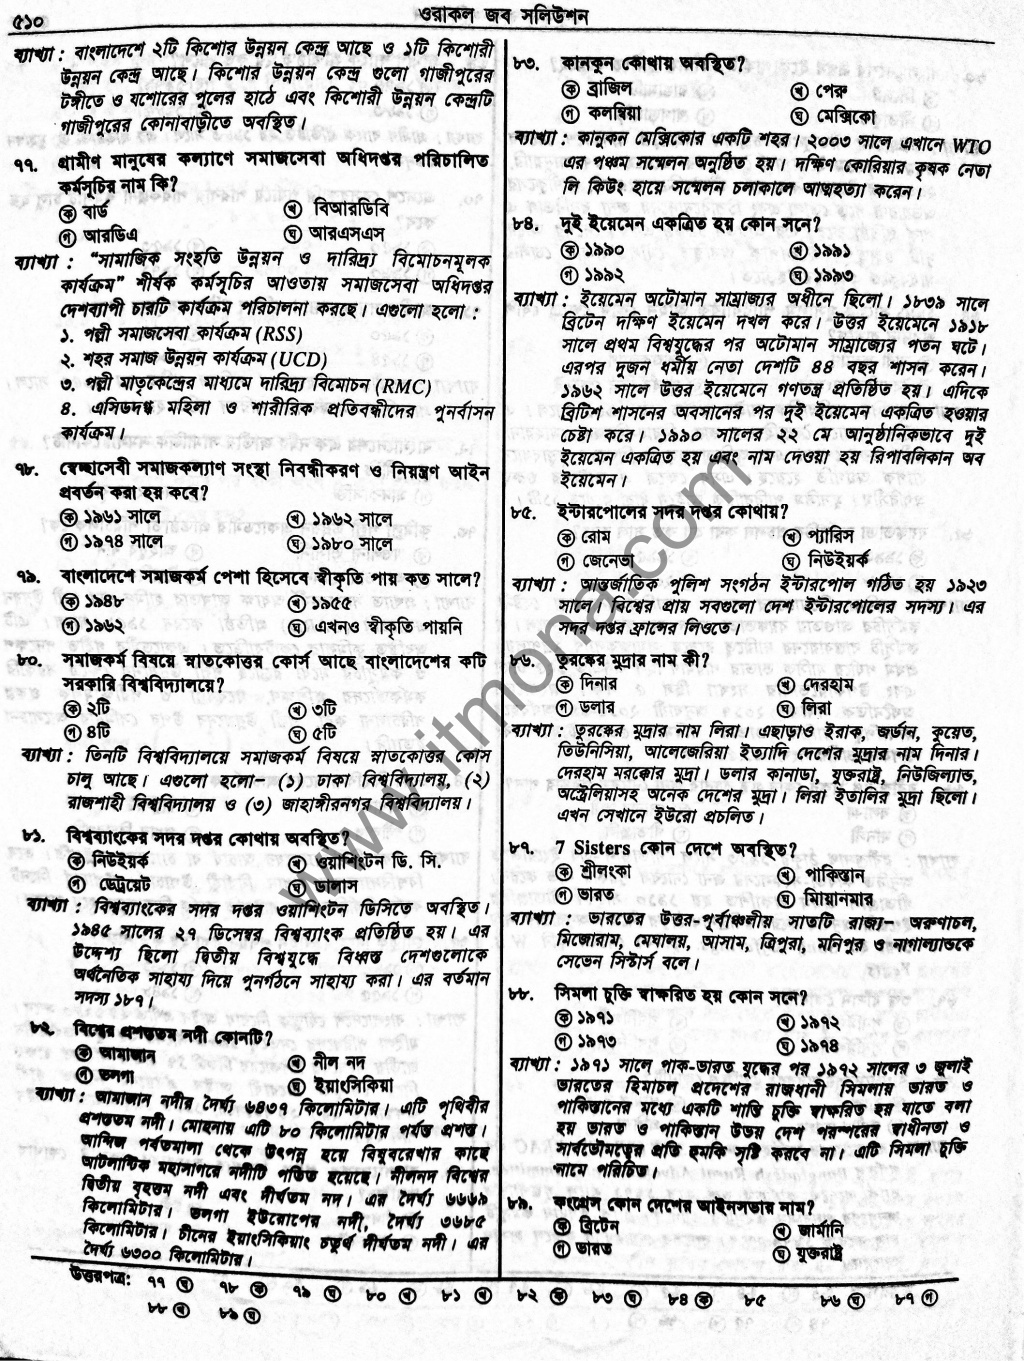 ৫১০
ওরাকল জব সলিউশন
ব্যাখ্যা : বাংলাদেশে ২টি কিশোর উন্নয়ন কেন্দ্র আছে ও ১টি কিশোরী
উন্নয়ন কেন্দ্র আছে। কিশোর উন্নয়ন কেন্দ্র গুলো গাজীপুরের
টঙ্গীতে ও যশোরের পুলের হাঠে এবং কিশোরী উন্নয়ন কেন্দ্রটি
গাজীপুরের কোনাবাড়ীতে অবস্থিত।
৭৭. গ্রামীণ মানুষের কল্যাণে সমাজসেবা অধিদপ্তর পরিচালিত
কর্মসূচির নাম কি?
ক বার্ড খ বিআরডিবি
গ আরডিএ ঘ আরএসএস
ব্যাখ্যা : “সামাজিক সংহতি উন্নয়ন ও দারিদ্র্য বিমোচনমূলক
কার্যক্রম” শীর্ষক কর্মসূচির আওতায় সমাজসেবা অধিদপ্তর
দেশব্যাপী চারটি কার্যক্রম পরিচালনা করছে। এগুলো হলো :
১. পল্লী সমাজসেবা কার্যক্রম (RSS)
২. শহর সমাজ উন্নয়ন কার্যক্রম (UCD)
৩. পল্লী মাতৃকেন্দ্রের মাধ্যমে দারিদ্র্য বিমোচন (RMC)
৪. এসিডদগ্ধ মহিলা ও শারীরিক প্রতিবন্ধীদের পুনর্বাসন
কার্যক্রম।
৭৮. স্বেচ্ছাসেবী সমাজকল্যাণ সংস্থা নিবন্ধীকরণ ও নিয়ন্ত্রণ আইন
প্রবর্তন করা হয় কবে?
ক ১৯৬১ সালে খ ১৯৬২ সালে
গ ১৯৭৪ সালে ঘ ১৯৮০ সালে
৭৯. বাংলাদেশে সমাজকর্ম পেশা হিসেবে স্বীকৃতি পায় কত সালে?
ক ১৯৪৮ খ ১৯৫৫
গ ১৯৬২ ঘ এখনও স্বীকৃতি পায়নি
৮০. সমাজকর্ম বিষয়ে স্নাতকোত্তর কোর্স আছে বাংলাদেশের কটি
সরকারি বিশ্ববিদ্যালয়ে?
ক ২টি খ ৩টি
গ ৪টি ঘ ৫টি
ব্যাখ্যা : তিনটি বিশ্ববিদ্যালয়ে সমাজকর্ম বিষয়ে স্নাতকোত্তর কোস
চালু আছে। এগুলো হলো– (১) ঢাকা বিশ্ববিদ্যালয়, (২)
রাজশাহী বিশ্ববিদ্যালয় ও (৩) জাহাঙ্গীরনগর বিশ্ববিদ্যালয়।
৮১. বিশ্বব্যাংকের সদর দপ্তর কোথায় অবস্থিত?
ক নিউইয়র্ক খ ওয়াশিংটন ডি. সি.
গ ডেট্রয়েট ঘ ডালাস
ব্যাখ্যা : বিশ্বব্যাংকের সদর দপ্তর ওয়াশিংটন ডিসিতে অবস্থিত।
১৯৪৫ সালের ২৭ ডিসেম্বর বিশ্বব্যাংক প্রতিষ্ঠিত হয়। এর
উদ্দেশ্য ছিলো দ্বিতীয় বিশ্বযুদ্ধে বিধ্বস্ত দেশগুলোকে
অর্থনৈতিক সাহায্য দিয়ে পুনর্গঠনে সাহায্য করা। এর বর্তমান
সদস্য ১৮৭।
৮২. বিশ্বের প্রশস্ততম নদী কোনটি?
ক আমাজান খ নীল নদ
গ ভলগা ঘ ইয়াংসিকিয়া
ব্যাখ্যা : আমাজান নদীর দৈর্ঘ্য ৬৪৩৭ কিলোমিটার। এটি পৃথিবীর
প্রশস্ততম নদী। মোহনায় এটি ৮০ কিলোমিটার পর্যন্ত প্রশস্ত।
আন্দিজ পর্বতমালা থেকে উৎপন্ন হয়ে বিষুবরেখার কাছে
আটলান্টিক মহাসাগরে নদীটি পতিত হয়েছে। নীলনদ বিশ্বের
দ্বিতীয় বৃহত্তম নদী এবং দীর্ঘতম নদ। এর দৈর্ঘ্য ৬৬৬৯
কিলোমিটার। ভলগা ইউরোপের নদী, দৈর্ঘ্য ৩৬৮৫
কিলোমিটার। চীনের ইয়াংসিকিয়াং চতুর্থ দীর্ঘতম নদী। এর
দৈর্ঘ্য ৬৩০০ কিলোমিটার।
৮৩. কানকুন কোথায় অবস্থিত?
ক ব্রাজিল খ পেরু
গ কলম্বিয়া ঘ মেক্সিকো
ব্যাখ্যা : কানকুন মেক্সিকোর একটি শহর। ২০০৩ সালে এখানে WTO
এর পঞ্চম সম্মেলন অনুষ্ঠিত হয়। দক্ষিণ কোরিয়ার কৃষক নেতা
লি কিউং হায়ে সম্মেলন চলাকালে আত্মহত্যা করেন।
৮৪. দুই ইয়েমেন একত্রিত হয় কোন সনে?
ক ১৯৯০ খ ১৯৯১
গ ১৯৯২ ঘ ১৯৯৩
ব্যাখ্যা : ইয়েমেন অটোমান সাম্রাজ্যের অধীনে ছিলো। ১৮৩৯ সালে
ব্রিটেন দক্ষিণ ইয়েমেন দখল করে। উত্তর ইয়েমেনে ১৯১৮
সালে প্রথম বিশ্বযুদ্ধের পর অটোমান সাম্রাজ্যের পতন ঘটে।
এরপর দুজন ধর্মীয় নেতা দেশটি ৪৪ বছর শাসন করেন।
১৯৬২ সালে উত্তর ইয়েমেনে গণতন্ত্র প্রতিষ্ঠিত হয়। এদিকে
ব্রিটিশ শাসনের অবসানের পর দুই ইয়েমেন একত্রিত হওয়ার
চেষ্টা করে। ১৯৯০ সালের ২২ মে আনুষ্ঠানিকভাবে দুই
ইয়েমেন একত্রিত হয় এবং নাম দেওয়া হয় রিপাবলিকান অব
ইয়েমেন।
৮৫. ইন্টারপোলের সদর দপ্তর কোথায়?
ক রোম খ প্যারিস
গ জেনেভা ঘ নিউইয়র্ক
ব্যাখ্যা : আন্তর্জাতিক পুলিশ সংগঠন ইন্টারপোল গঠিত হয় ১৯২৩
সালে। বিশ্বের প্রায় সবগুলো দেশ ইন্টারপোলের সদস্য। এর
সদর দপ্তর ফ্রান্সের লিওতে।
৮৬. তুরস্কের মুদ্রার নাম কী?
ক দিনার খ দেরহাম
গ ডলার ঘ লিরা
ব্যাখ্যা : তুরস্কের মুদ্রার নাম লিরা। এছাড়াও ইরাক, জর্ডান, কুয়েত,
তিউনিসিয়া, আলেজেরিয়া ইত্যাদি দেশের মুদ্রার নাম দিনার।
দেরহাম মরক্কোর মুদ্রা। ডলার কানাডা, যুক্তরাষ্ট্র, নিউজিল্যান্ড,
অস্ট্রেলিয়াসহ অনেক দেশের মুদ্রা। লিরা ইতালির মুদ্রা ছিলো।
এখন সেখানে ইউরো প্রচলিত।
৮৭. 7 Sisters কোন দেশে অবস্থিত?
ক শ্রীলংকা খ পাকিস্তান
গ ভারত ঘ মিায়ানমার
ব্যাখ্যা : ভারতের উত্তর-পূর্বাঞ্চলীয় সাতটি রাজ্য– অরুণাচল,
মিজোরাম, মেঘালয়, আসাম, ত্রিপুরা, মনিপুর ও নাগাল্যান্ডকে
সেভেন সিস্টার্স বলে।
৮৮. সিমলা চুক্তি স্বাক্ষরিত হয় কোন সনে?
ক ১৯৭১ খ ১৯৭২
গ ১৯৭৩ ঘ ১৯৭৪
ব্যাখ্যা : ১৯৭১ সালে পাক-ভারত যুদ্ধের পর ১৯৭২ সালের ৩ জুলাই
ভারতের হিমাচল প্রদেশের রাজধানী সিমলায় ভারত ও
পাকিস্তানের মধ্যে একটি শান্তি চুক্তি স্বাক্ষরিত হয় যাতে বলা
হয় ভারত ও পাকিস্তান উভয় দেশ পরস্পরের স্বাধীনতা ও
সার্বভৌমত্বের প্রতি হুমকি সৃষ্টি করবে না। এটি সিমলা চুক্তি
নামে পরিচিত।
৮৯. কংগ্রেস কোন দেশের আইনসভার নাম?
ক ব্রিটেন খ জার্মানি
গ ভারত ঘ যুক্তরাষ্ট্র
উত্তরপত্র: ৭৭ ঘ ৭৮ ক ৭৯ ঘ ৮০ খ ৮১ খ ৮২ ক ৮৩ ঘ ৮৪ ক ৮৫ ৮৬ ঘ ৮৭ গ
৮৮ খ ৮৯ ঘ
www.itmona.com